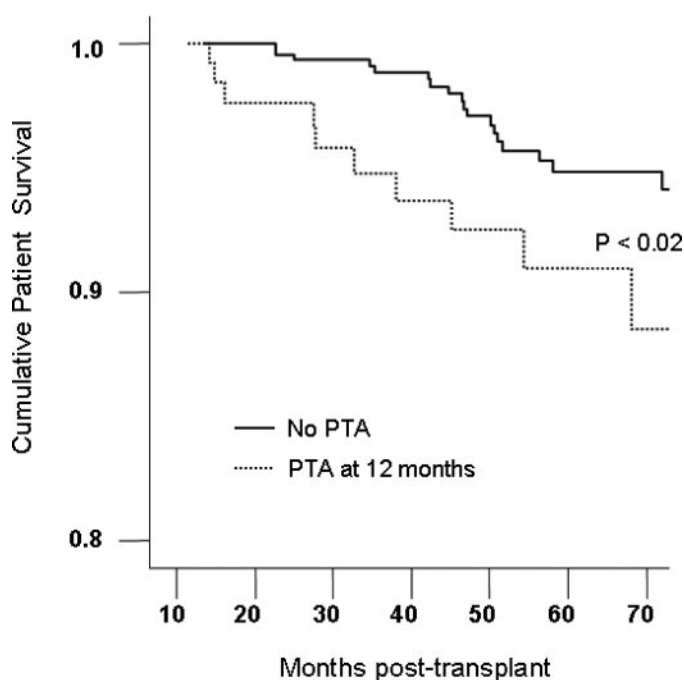 Cumulative Patient Survival
1.0
0.9
0.8
P < 0.02
No PTA
PTA at 12 months
10 20 30 40 50 60 70
Months post-transplant